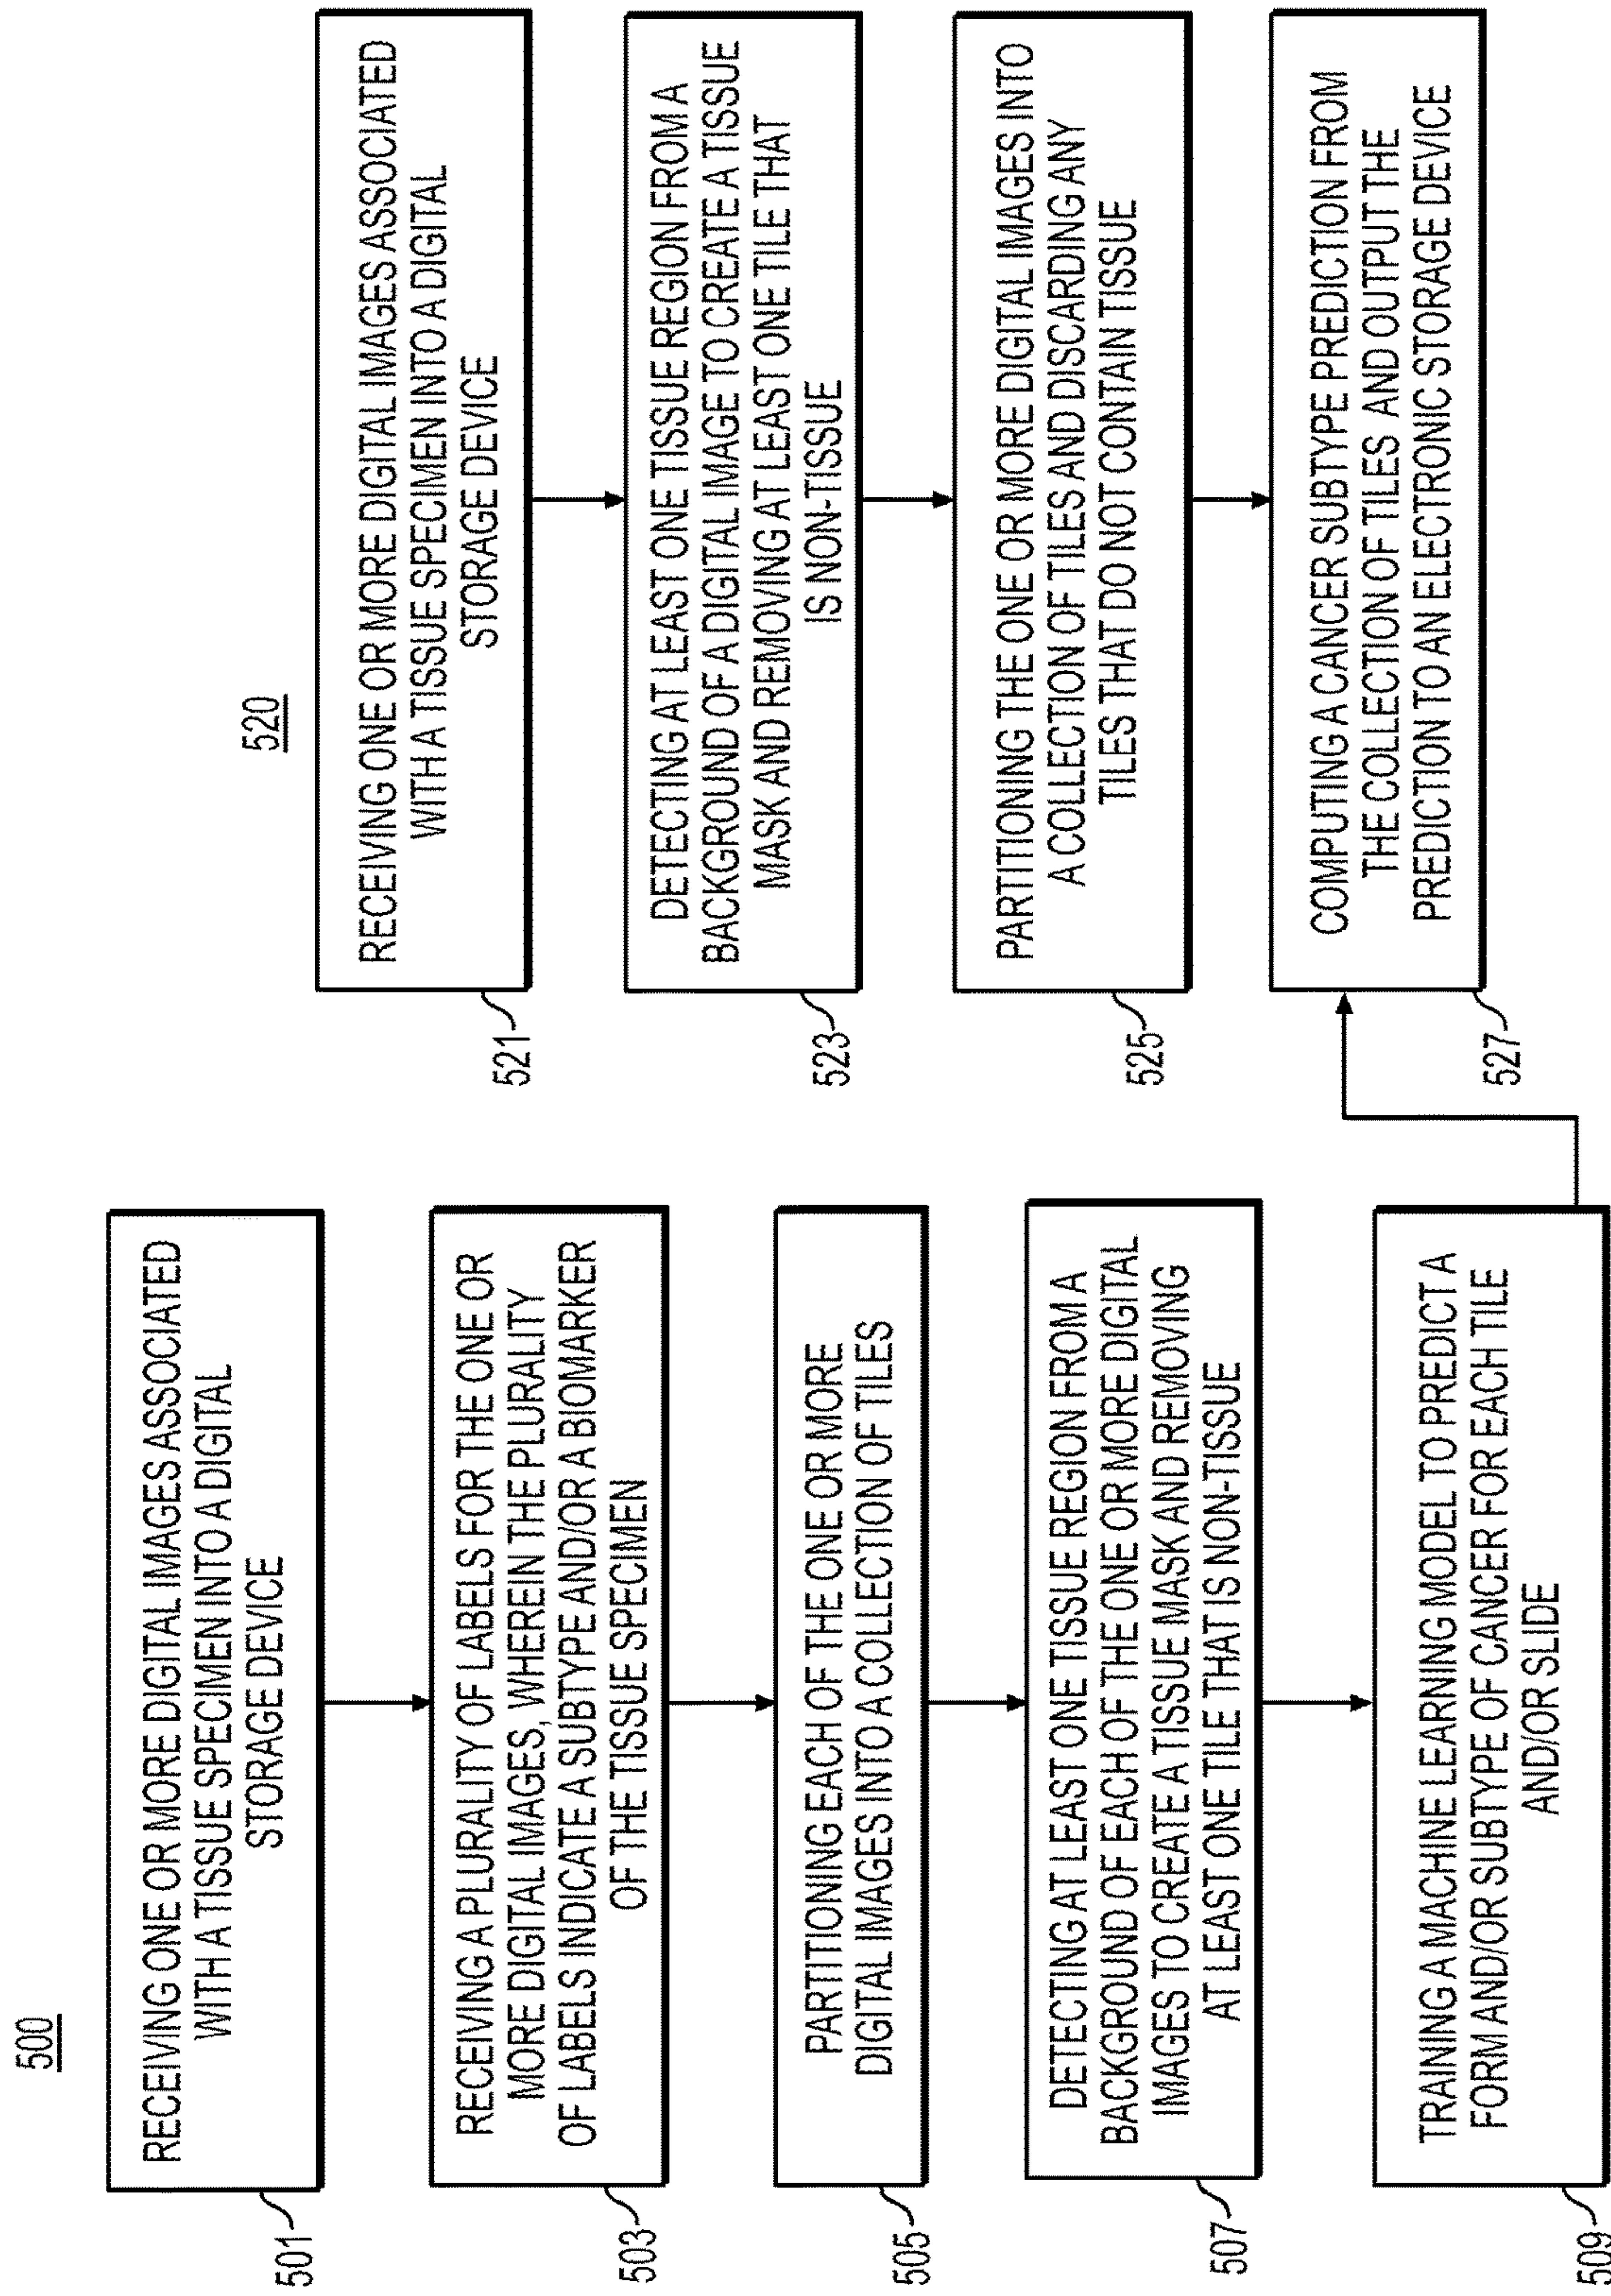 500
RECEIVING ONE OR MORE DIGITAL IMAGES ASSOCIATED
WITH A TISSUE SPECIMEN INTO A DIGITAL
STORAGE DEVICE
501
RECEIVING A PLURALITY OF LABELS FOR THE ONE OR
MORE DIGITAL IMAGES, WHEREIN THE PLURALITY
OF LABELS INDICATE A SUBTYPE AND/OR A BIOMARKER
OF THE TISSUE SPECIMEN
503
PARTITIONING EACH OF THE ONE OR MORE
DIGITAL IMAGES INTO A COLLECTION OF TILES
505
DETECTING AT LEAST ONE TISSUE REGION FROM A
BACKGROUND OF EACH OF THE ONE OR MORE DIGITAL
IMAGES TO CREATE A TISSUE MASK AND REMOVING
AT LEAST ONE TILE THAT IS NON-TISSUE
507
TRAINING A MACHINE LEARNING MODEL TO PREDICT A
FORM AND/OR SUBTYPE OF CANCER FOR EACH TILE
AND/OR SLIDE
509
520
RECEIVING ONE OR MORE DIGITAL IMAGES ASSOCIATED
WITH A TISSUE SPECIMEN INTO A DIGITAL
STORAGE DEVICE
521
DETECTING AT LEAST ONE TISSUE REGION FROM A
BACKGROUND OF A DIGITAL IMAGE TO CREATE A TISSUE
MASK AND REMOVING AT LEAST ONE TILE THAT
IS NON-TISSUE
523
PARTITIONING THE ONE OR MORE DIGITAL IMAGES INTO
A COLLECTION OF TILES AND DISCARDING ANY
TILES THAT DO NOT CONTAIN TISSUE
525
COMPUTING A CANCER SUBTYPE PREDICTION FROM
THE COLLECTION OF TILES AND OUTPUT THE
PREDICTION TO AN ELECTRONIC STORAGE DEVICE
527